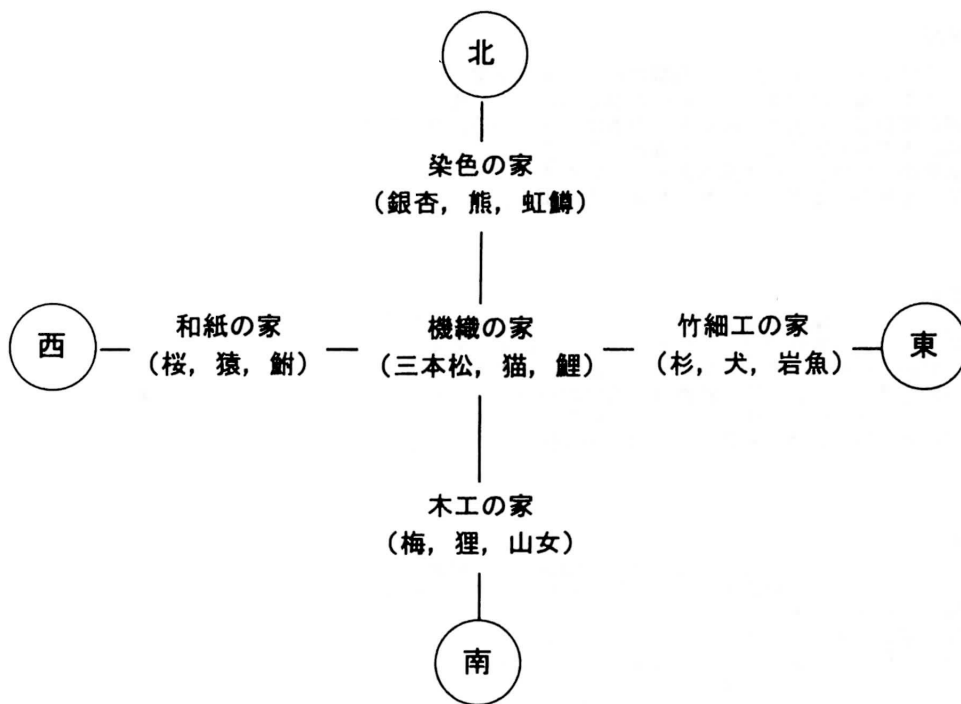 北
染色の家
（銀杏，熊，虹鱒）
西
和紙の家
（桜，猿，鮒）
機織の家
（三本松，猫，鯉）
竹細工の家
（杉，犬，岩魚）
東
木工の家
（梅，狸，山女）
南